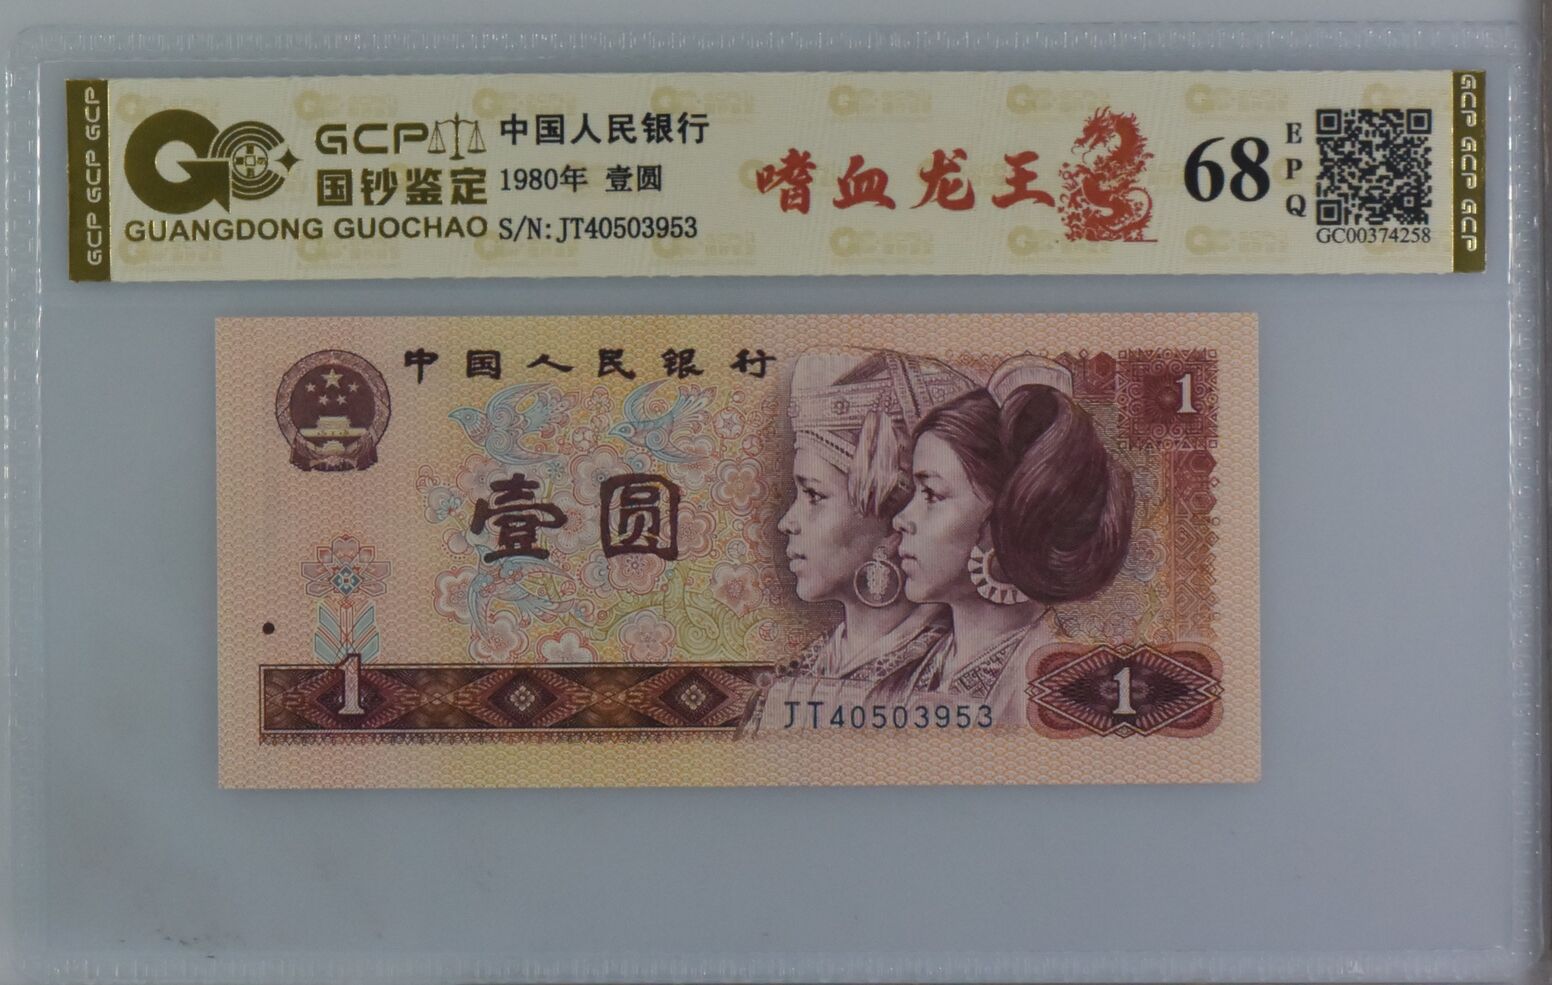 GCP GCP GCP
GCP
国钞鉴定
GUANGDONG GUOCHAO
中国人民银行
1980年 壹圆
S/N:JT40503953
嗜血龙王
68
EPQ
GC00374258
GCP GCP GCP
中国人民银行
1
壹圆
1
JT40503953
1